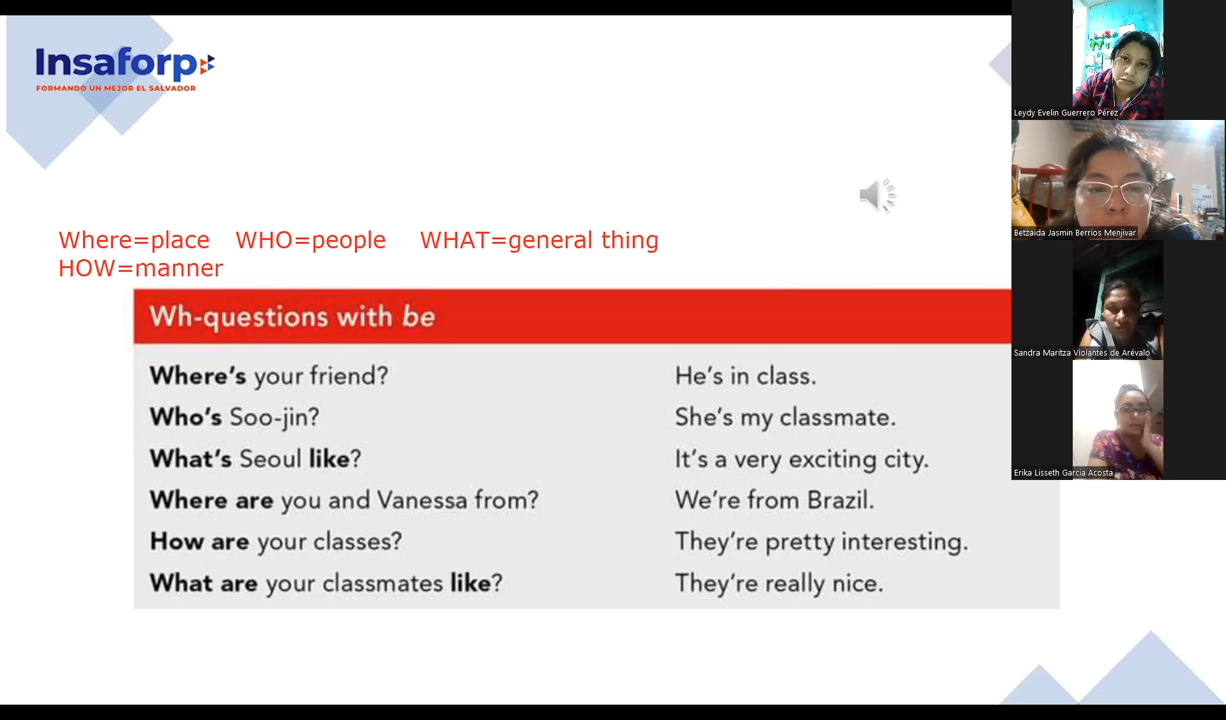 Insaforp
FORMANDO UN MEJOR EL SALVADOR
Where=place WHO=people WHAT=general thing
HOW=manner
Wh-questions with be
Where's your friend? He's in class.
Who's Soo-jin? She's my classmate.
What's Seoul like? It's a very exciting city.
Where are you and Vanessa from? We're from Brazil.
How are your classes? They're pretty interesting.
What are your classmates like? They're really nice.
Leydy Evelin Guerrero Pérez
Betzaida Jasmin Berrios Menjivar
Sandra Maritza Violantes de Arévalo
Erika Lisseth Garcia Acosta